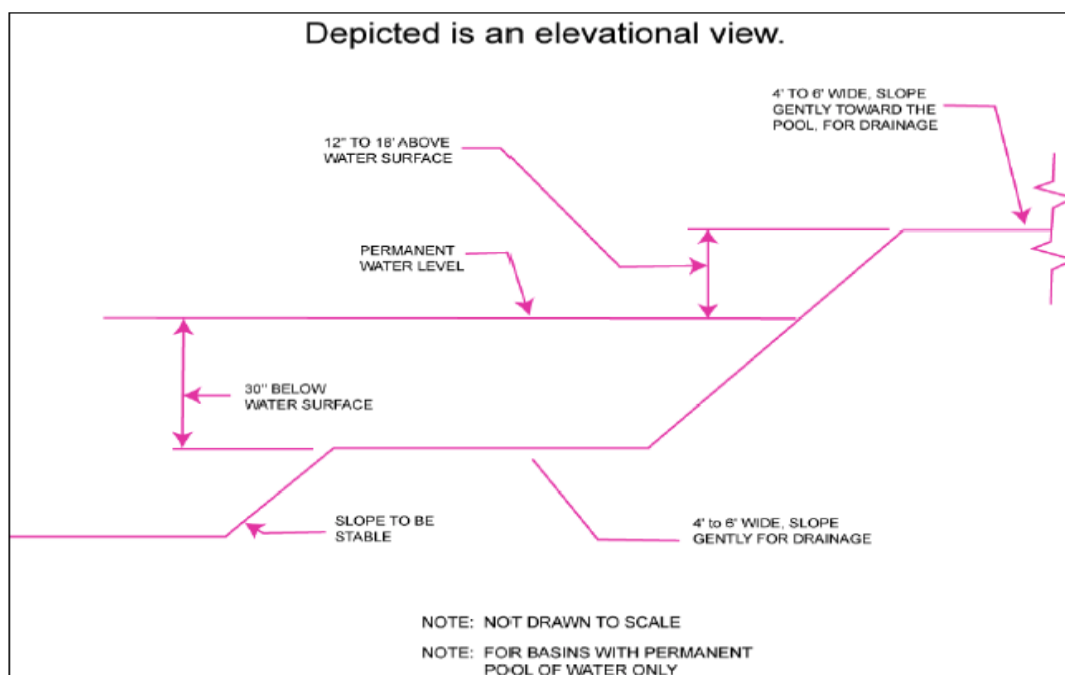 Depicted is an elevational view.
4' TO 6' WIDE, SLOPE
GENTLY TOWARD THE
POOL, FOR DRAINAGE
12" TO 18' ABOVE
WATER SURFACE
PERMANENT
WATER LEVEL
30" BELOW
WATER SURFACE
SLOPE TO BE
STABLE
4' to 6' WIDE, SLOPE
GENTLY FOR DRAINAGE
NOTE: NOT DRAWN TO SCALE
NOTE: FOR BASINS WITH PERMANENT
POOL OF WATER ONLY